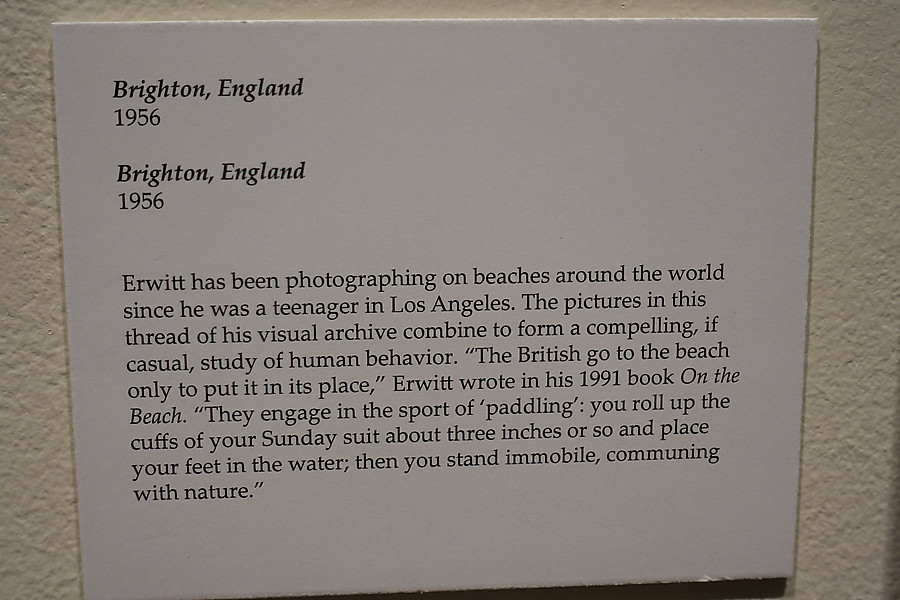 Brighton, England
1956
Brighton, England
1956
Erwitt has been photographing on beaches around the world
since he was a teenager in Los Angeles. The pictures in this
thread of his visual archive combine to form a compelling, if
casual, study of human behavior. “The British go to the beach
only to put it in its place,” Erwitt wrote in his 1991 book On the
Beach. “They engage in the sport of ‘paddling’: you roll up the
cuffs of your Sunday suit about three inches or so and place
your feet in the water; then you stand immobile, communing
with nature.”